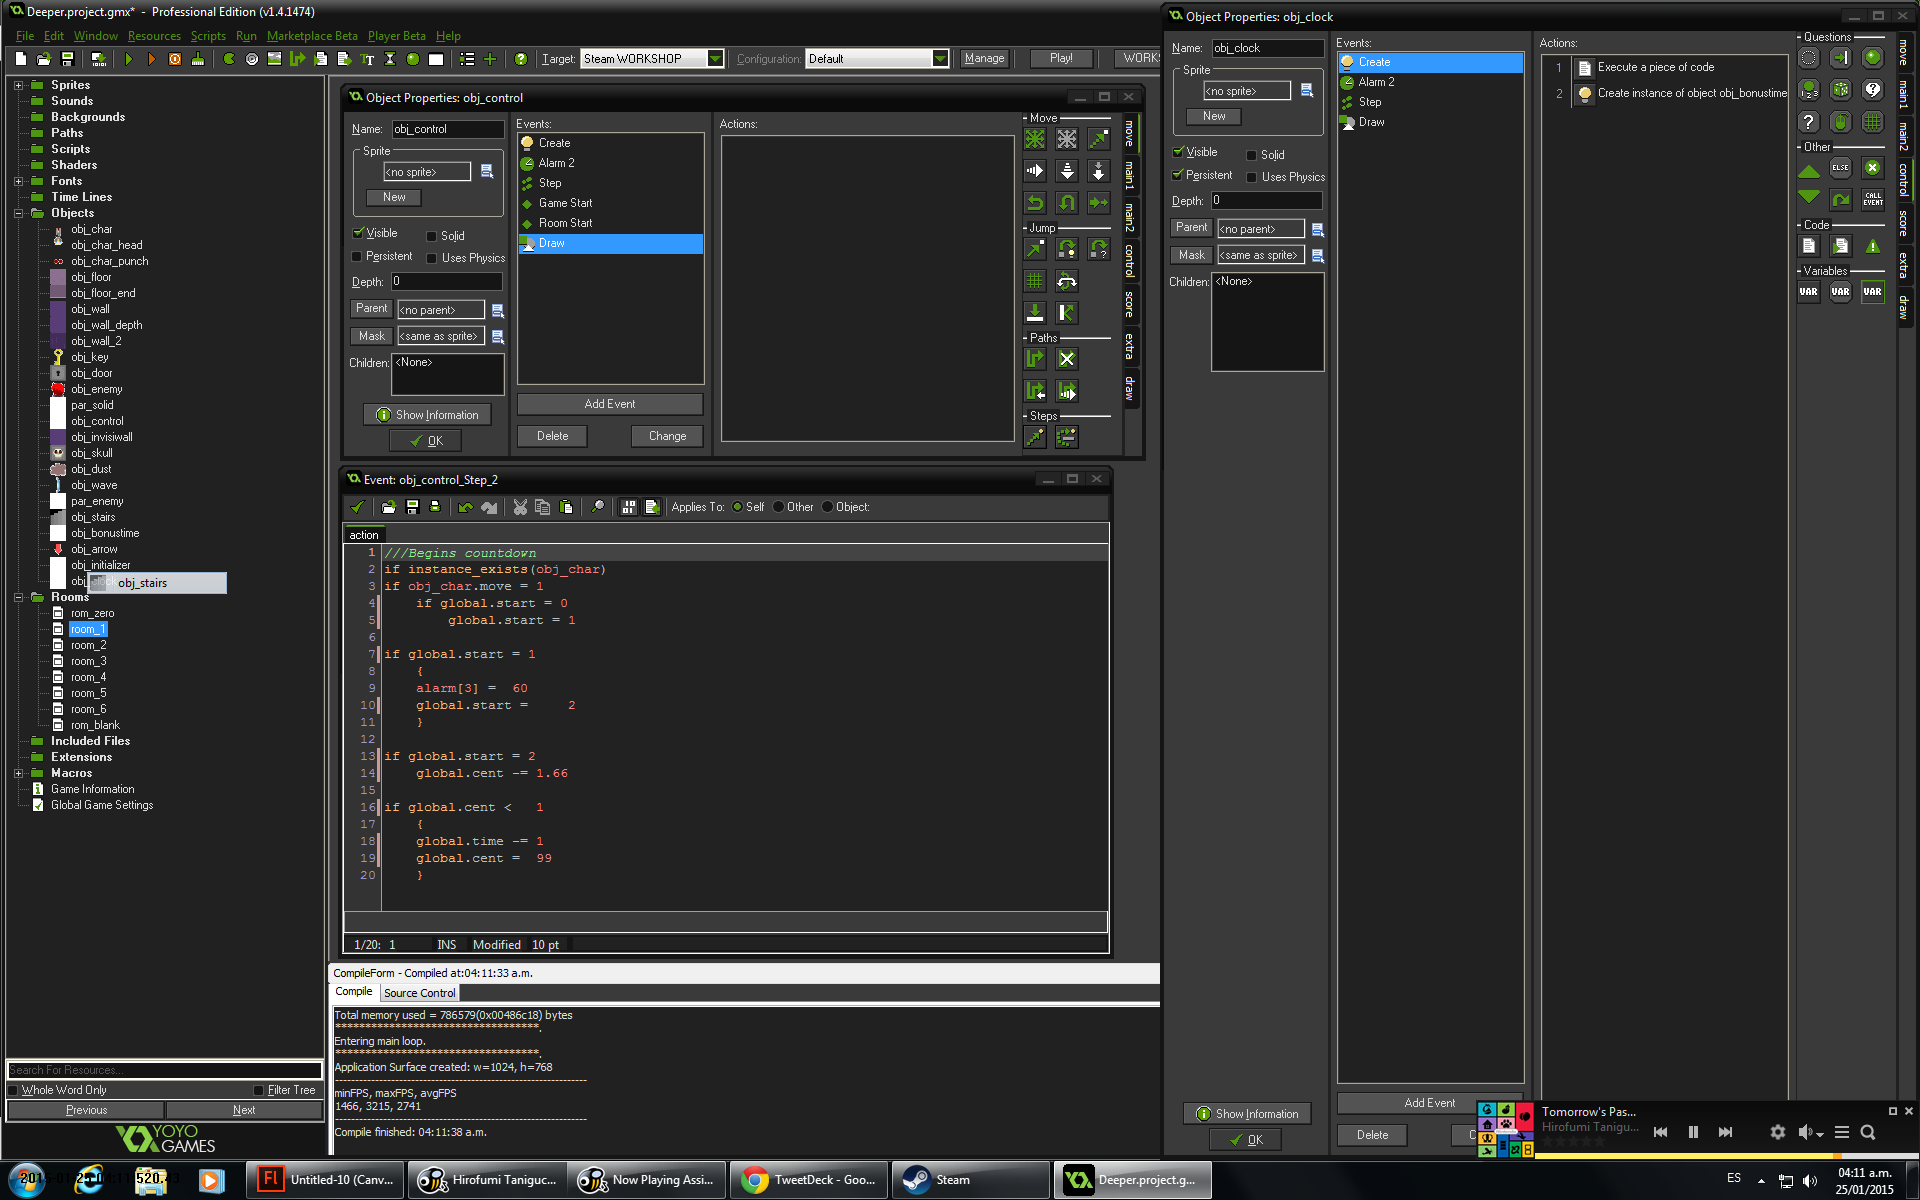 Deeper.project.gmx* - Professional Edition (v1.4.1474)
File Edit Window Resources Scripts Run Marketplace Beta Player Beta Help
Target: Steam WORKSHOP Configuration: Default Manage Play!
Sprites
Sounds
Backgrounds
Paths
Scripts
Shaders
Fonts
Time Lines
Objects
obj_char
obj_char_head
obj_char_punch
obj_floor
obj_floor_end
obj_wall
obj_wall_depth
obj_wall_2
obj_key
obj_door
obj_enemy
par_solid
obj_control
obj_invisiwall
obj_skull
obj_dust
obj_wave
par_enemy
obj_stairs
obj_bonustime
obj_arrow
obj_initializer
obj_stairs
Rooms
rom_zero
room_1
room_2
room_3
room_4
room_5
room_6
rom_blank
Included Files
Extensions
Macros
Game Information
Global Game Settings
Search For Resources...
Whole Word Only Filter Tree
Previous Next
YOYO
GAMES
Object Properties: obj_control
Name: obj_control
Sprite
<no sprite>
New
Visible Solid
Persistent Uses Physics
Depth: 0
Parent <no parent>
Mask <same as sprite>
Children: <None>
Show Information
OK
Events:
Create
Alarm 2
Step
Game Start
Room Start
Draw
Add Event
Delete Change
Actions:
Move
Jump
Paths
Steps
move
main1
main2
control
score
extra
draw
Event: obj_control_Step_2
Applies To: Self Other Object:
action
1 ///Begins countdown
2 if instance_exists(obj_char)
3 if obj_char.move = 1
4 if global.start = 0
5 global.start = 1
6
7 if global.start = 1
8 {
9 alarm[3] = 60
10 global.start = 2
11 }
12
13 if global.start = 2
14 global.cent -= 1.66
15
16 if global.cent < 1
17 {
18 global.time -= 1
19 global.cent = 99
20 }
1/20: 1 INS Modified 10 pt
CompileForm - Compiled at:04:11:33 a.m.
Compile Source Control
Total memory used = 786579(0x00486c18) bytes
***********************************.
Entering main loop.
***********************************.
Application Surface created: w=1024, h=768
minFPS, maxFPS, avgFPS
1466, 3215, 2741
Compile finished: 04:11:38 a.m.
Object Properties: obj_clock
Name: obj_clock
Sprite
<no sprite>
New
Visible Solid
Persistent Uses Physics
Depth: 0
Parent <no parent>
Mask <same as sprite>
Children: <None>
Show Information
OK
Events:
Create
Alarm 2
Step
Draw
Add Event
Delete
Actions:
1 Execute a piece of code
2 Create instance of object obj_bonustime
Questions
Other
ELSE
CALL EVENT
Code
Variables
VAR VAR VAR
move
main1
main2
control
score
extra
draw
Tomorrow's Pas...
Hirofumi Tanigu...
Untitled-10 (Canv...
Hirofumi Taniguc...
Now Playing Assi...
TweetDeck - Goo...
Steam
Deeper.project.g...
ES
04:11 a.m.
25/01/2015